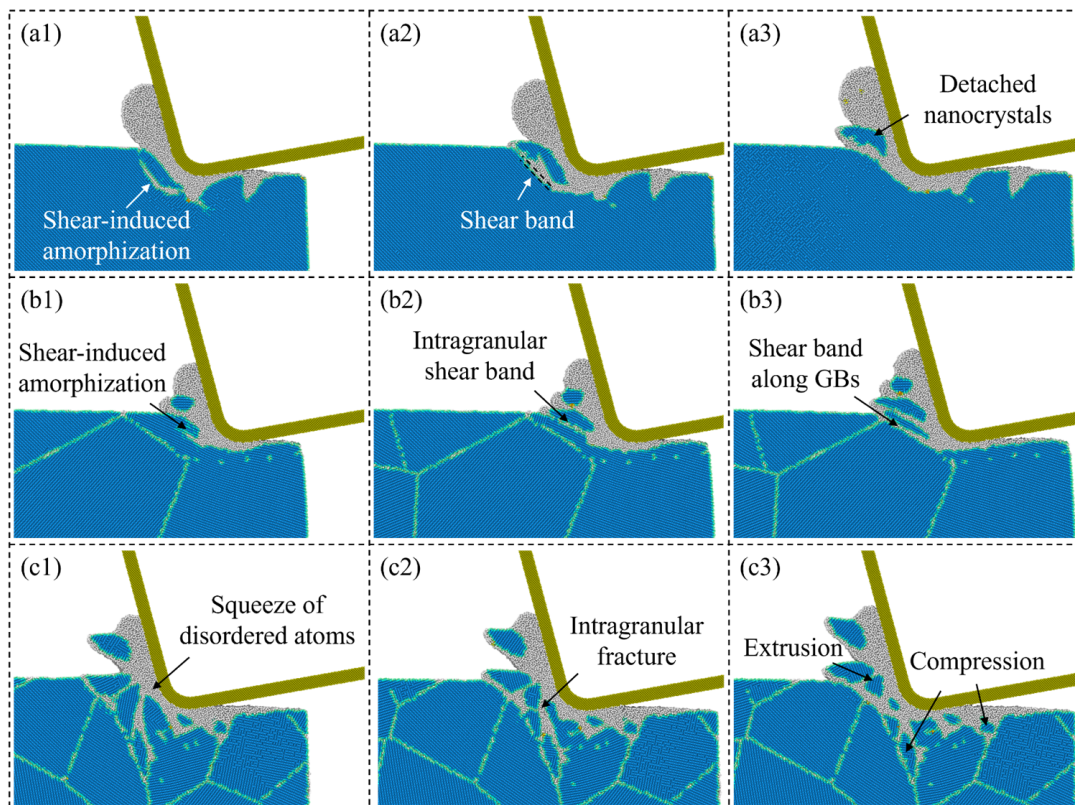 (a1)
Shear-induced
amorphization
(a2)
Shear band
(a3)
Detached
nanocrystals
(b1)
Shear-induced
amorphization
(b2)
Intragranular
shear band
(b3)
Shear band
along GBs
(c1)
Squeeze of
disordered atoms
(c2)
Intragranular
fracture
(c3)
Extrusion
Compression